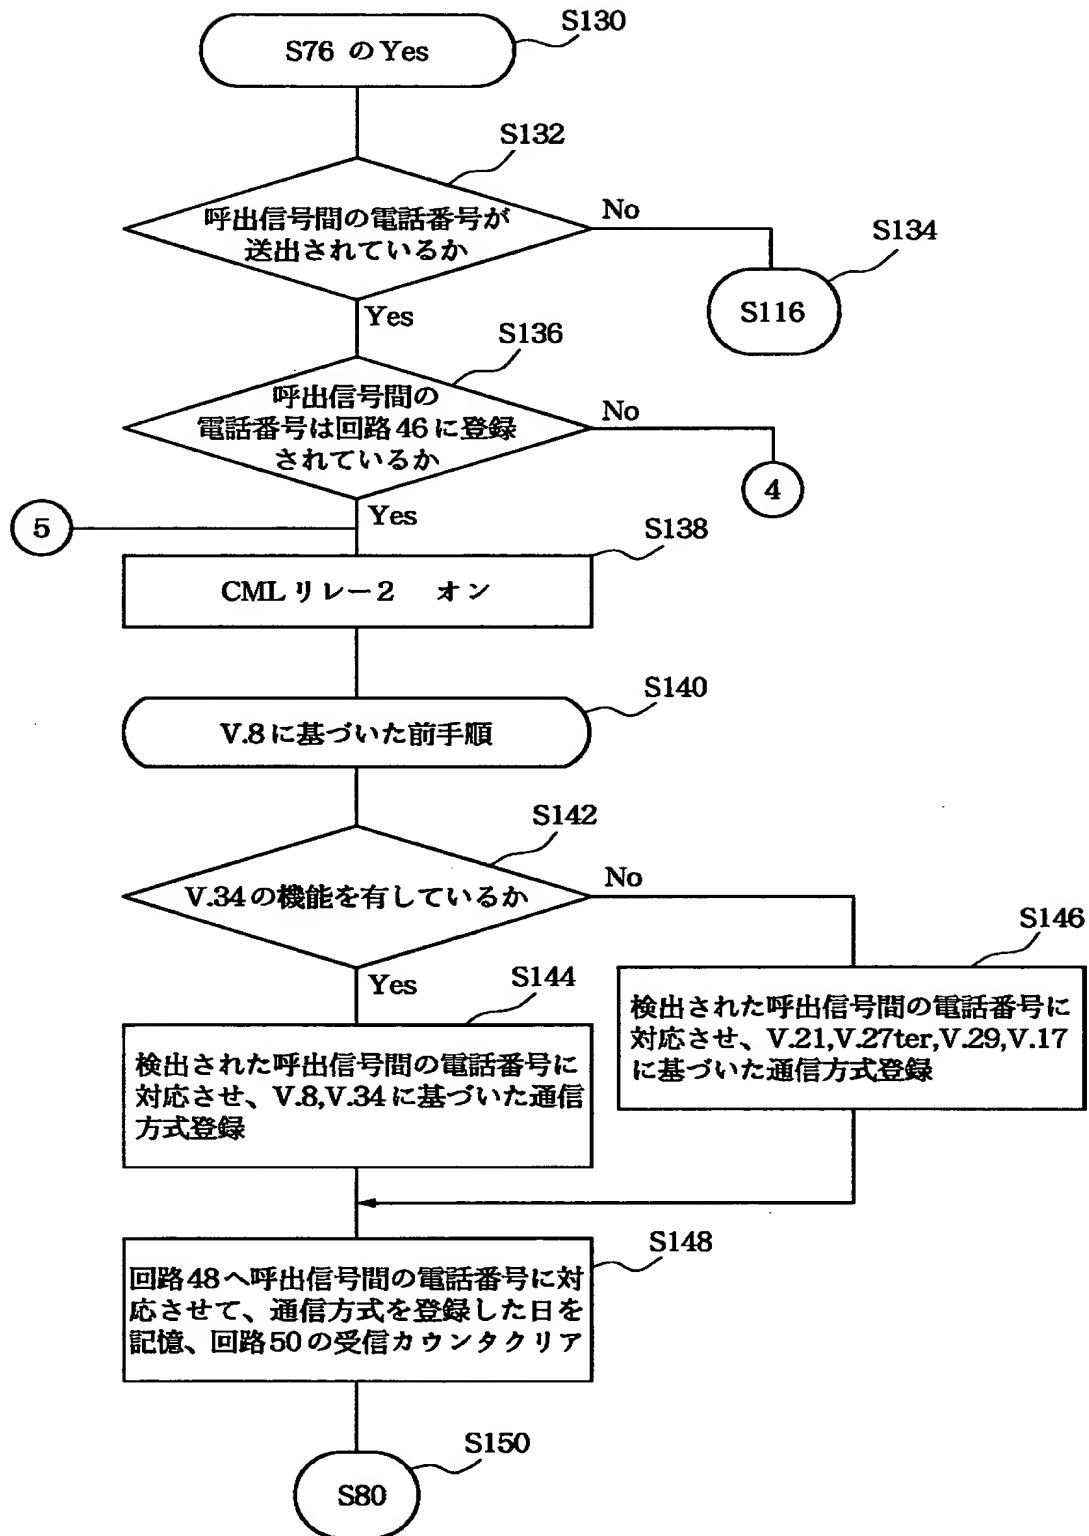 S130
S76 のYes
S132
呼出信号間の電話番号が
送出されているか
No
S134
S116
Yes
S136
呼出信号間の
電話番号は回路46に登録
されているか
No
4
Yes
5
S138
CMLリレー2 オン
S140
V.8に基づいた前手順
S142
V.34の機能を有しているか
No
S146
検出された呼出信号間の電話番号に
対応させ、V.21,V.27ter,V.29,V.17
に基づいた通信方式登録
Yes
S144
検出された呼出信号間の電話番号に
対応させ、V.8,V.34に基づいた通信
方式登録
S148
回路48へ呼出信号間の電話番号に対
応させて、通信方式を登録した日を
記憶、回路50の受信カウンタクリア
S150
S80